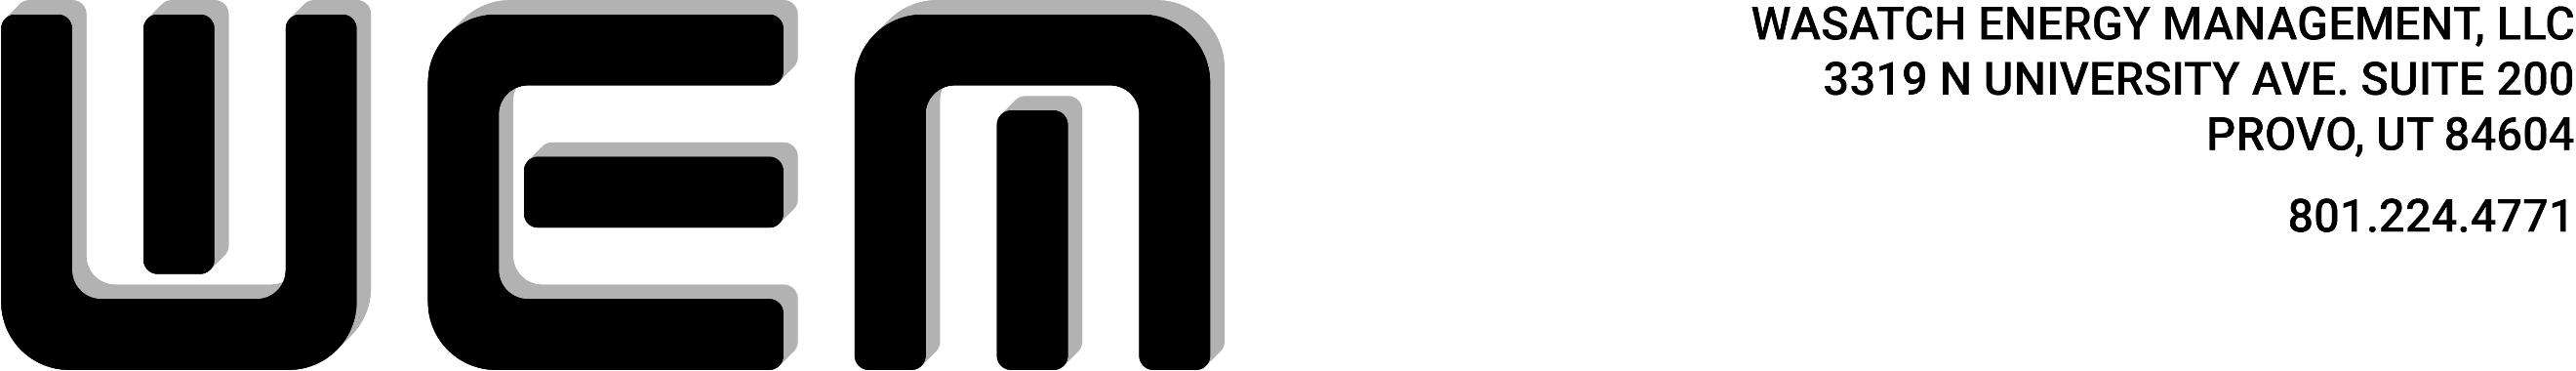 WEM
WASATCH ENERGY MANAGEMENT, LLC
3319 N UNIVERSITY AVE. SUITE 200
PROVO, UT 84604
801.224.4771